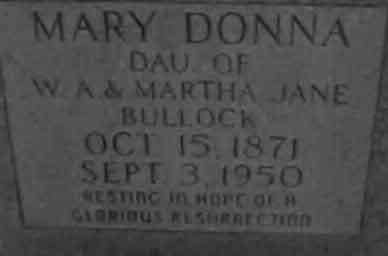 MARY DONNA
DAU OF
W. A. & MARTHA JANE
BULLOCK
OCT 15, 1871
SEPT 3, 1950
RESTING IN HOPE OF A
GLORIOUS RESURRECTION